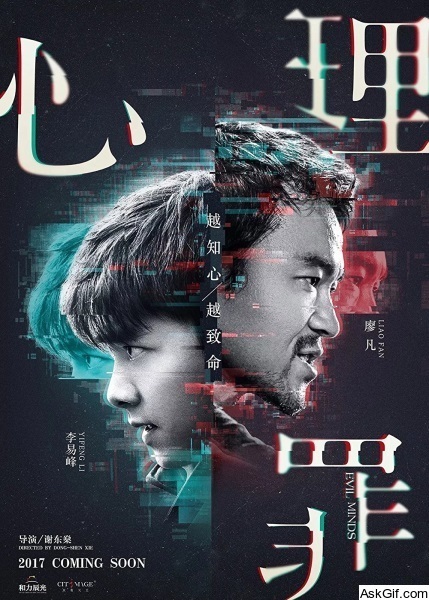 心理
罪
EVIL MINDS
越知心/越致命
LIAO FAN
廖凡
YIFENG LI
李易峰
导演/谢东燊
DIRECTED BY DONG-SHEN XIE
2017 COMING SOON
和力辰光
CIT MAGE
AskGif.com